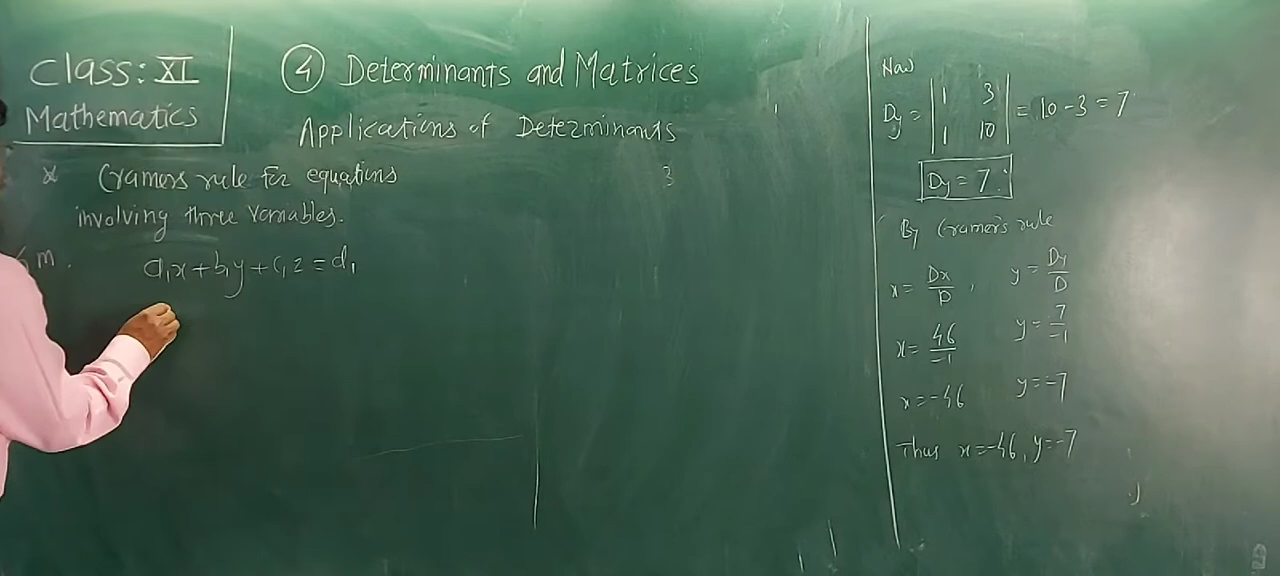 Class: XI
Mathematics
④ Determinants and Matrices
Applications of Determinants
* Cramers rule for equations
involving three variables.
m.
a₁x + b₁y + c₁z = d₁
3
Now
Dy = | 1 3 |
| 1 10 | = 10 - 3 = 7
Dy = 7.
By Cramer's rule
x = Dx/D , y = Dy/D
x = 46/-1 y = 7/-1
x = -46 y = -7
Thus x = -46, y = -7